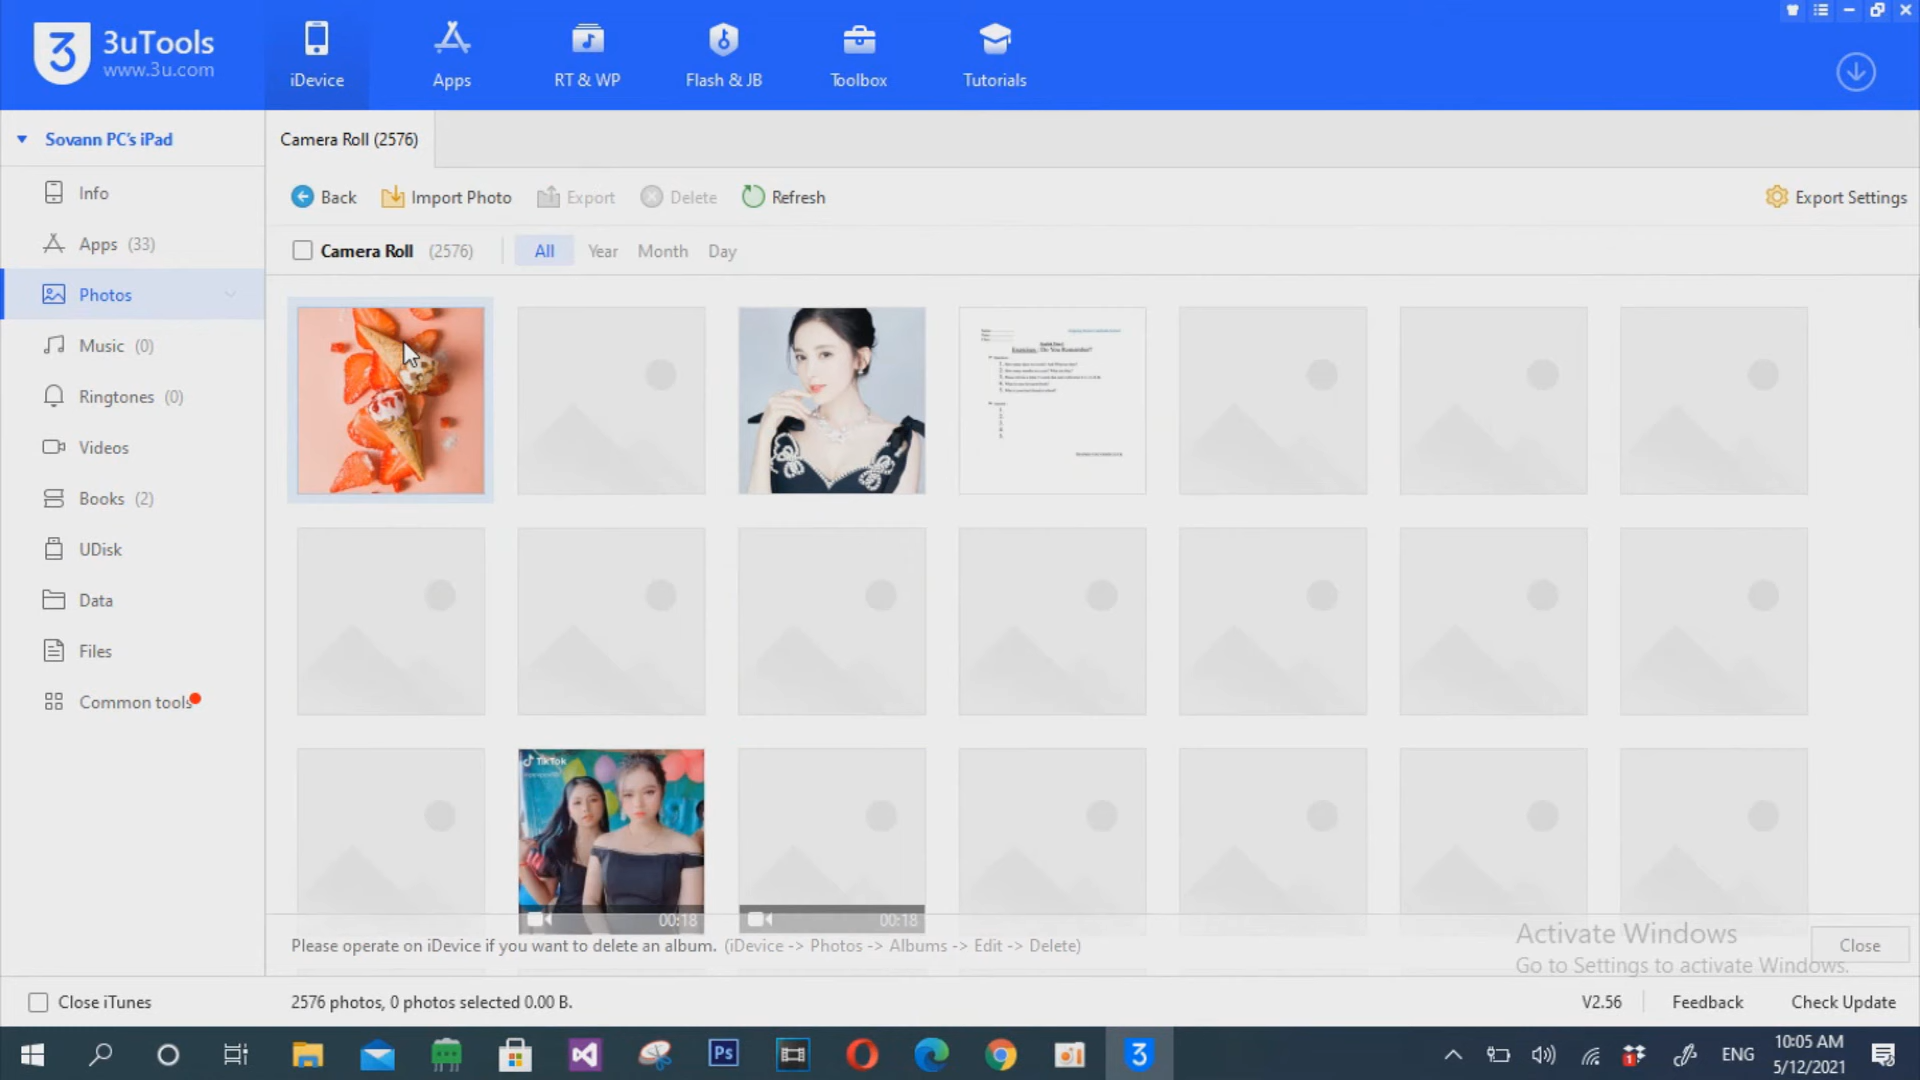 3uTools
www.3u.com
iDevice
Apps
RT & WP
Flash & JB
Toolbox
Tutorials
Sovann PC's iPad
Camera Roll (2576)
Info
Apps (33)
Photos
Music (0)
Ringtones (0)
Videos
Books (2)
UDisk
Data
Files
Common tools
Back
Import Photo
Export
Delete
Refresh
Export Settings
Camera Roll (2576)
All
Year
Month
Day
TikTok
00:18
00:18
Please operate on iDevice if you want to delete an album. (iDevice -> Photos -> Albums -> Edit -> Delete)
Activate Windows
Go to Settings to activate Windows.
Close
Close iTunes
2576 photos, 0 photos selected 0.00 B.
V2.56
Feedback
Check Update
Ps
1
ENG
10:05 AM
5/12/2021